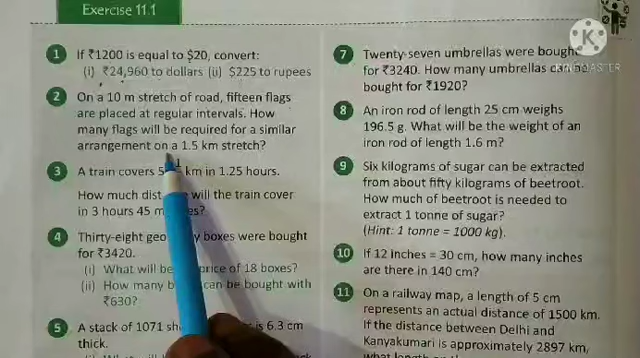 Exercise 11.1
1 If ₹1200 is equal to $20, convert:
(i) ₹24,960 to dollars (ii) $225 to rupees
2 On a 10 m stretch of road, fifteen flags
are placed at regular intervals. How
many flags will be required for a similar
arrangement on a 1.5 km stretch?
3 A train covers 5 km in 1.25 hours.
How much will the train cover
in 3 hours 45
4 Thirty-eight boxes were bought
for ₹3420.
(i) What will be price of 18 boxes?
(ii) How many can be bought with
₹630?
5 A stack of 1071 is 6.3 cm
thick.
7 Twenty-seven umbrellas were bought
for ₹3240. How many umbrellas can be
bought for ₹1920?
8 An iron rod of length 25 cm weighs
196.5 g. What will be the weight of an
iron rod of length 1.6 m?
9 Six kilograms of sugar can be extracted
from about fifty kilograms of beetroot.
How much of beetroot is needed to
extract 1 tonne of sugar?
(Hint: 1 tonne = 1000 kg).
10 If 12 inches = 30 cm, how many inches
are there in 140 cm?
11 On a railway map, a length of 5 cm
represents an actual distance of 1500 km.
If the distance between Delhi and
Kanyakumari is approximately 2897 km,
what length on the
K
KINEMASTER